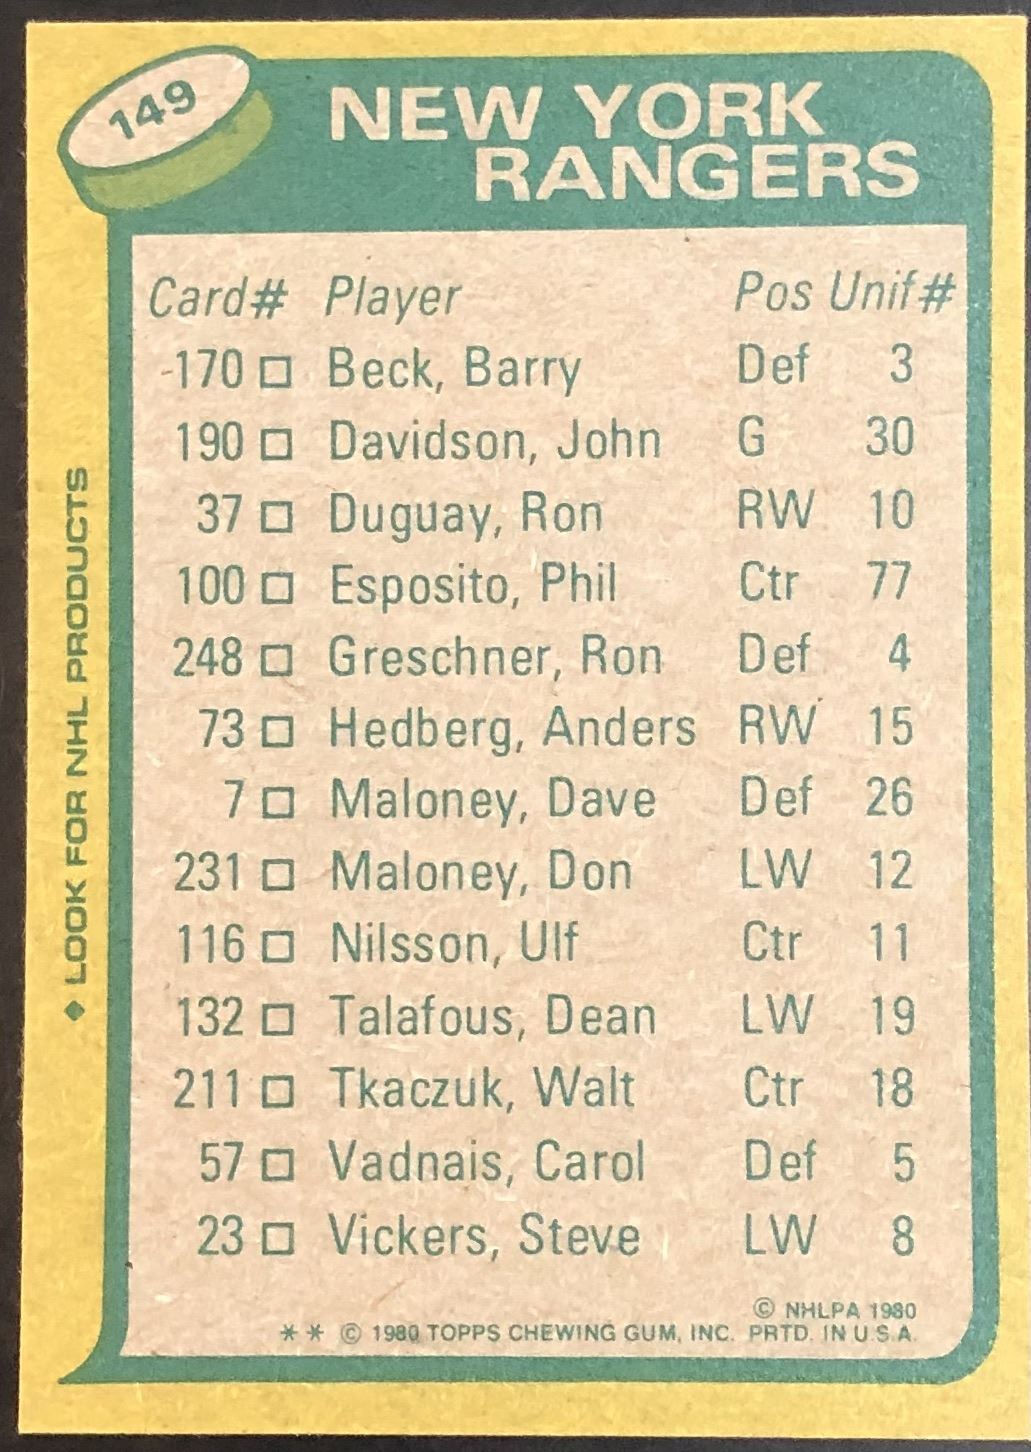 149
NEW YORK
RANGERS
Card# Player Pos Unif#
170 □ Beck, Barry Def 3
190 □ Davidson, John G 30
37 □ Duguay, Ron RW 10
100 □ Esposito, Phil Ctr 77
248 □ Greschner, Ron Def 4
73 □ Hedberg, Anders RW 15
7 □ Maloney, Dave Def 26
231 □ Maloney, Don LW 12
116 □ Nilsson, Ulf Ctr 11
132 □ Talafous, Dean LW 19
211 □ Tkaczuk, Walt Ctr 18
57 □ Vadnais, Carol Def 5
23 □ Vickers, Steve LW 8
© NHLPA 1980
** © 1980 TOPPS CHEWING GUM, INC. PRTD. IN U.S.A.
◆ LOOK FOR NHL PRODUCTS